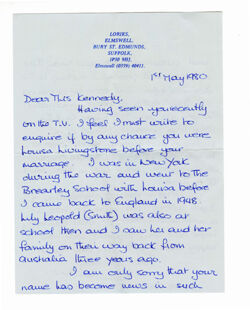 LORIKS,
ELMSWELL,
BURY ST. EDMUNDS,
SUFFOLK,
Elmswell (0359) 40411.
1st May 1980
Dear Mrs Kennedy,
Having seen you recently
on the T.V. I feel I must write to
enquire if by any chance you were
Louisa Livingstone before your
marriage. I was in New York
during the war and went to the
Brearley School with Louisa before
I came back to England in 1948.
Lily Leopold (Smith) was also at
school then and I saw her and her
family on their way back from
Australia three years ago.
I am only sorry that your
name has become news in such